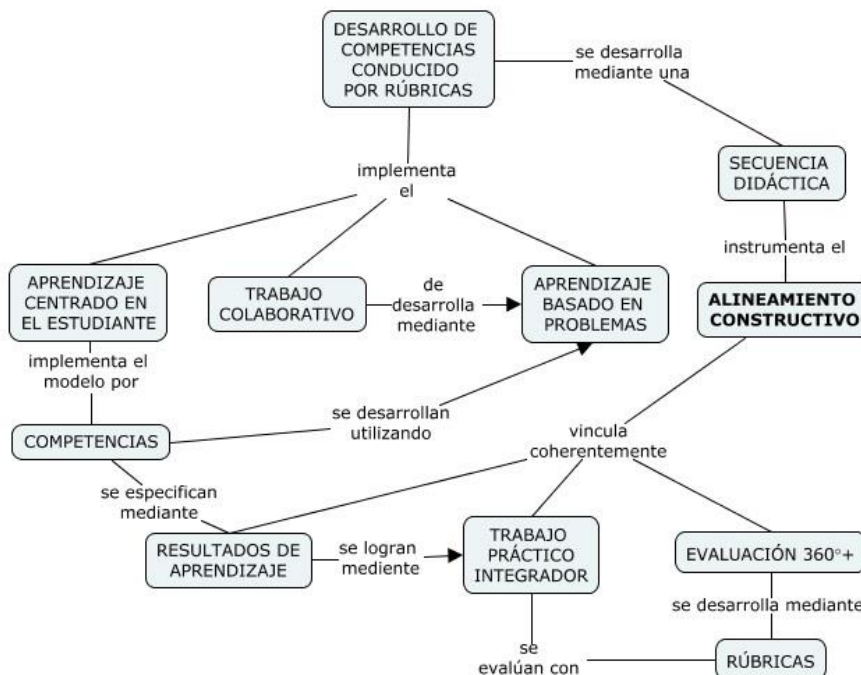 DESARROLLO DE
COMPETENCIAS
CONDUCIDO
POR RÚBRICAS
se desarrolla
mediante una
implementa
el
SECUENCIA
DIDÁCTICA
instrumenta el
APRENDIZAJE
CENTRADO EN
EL ESTUDIANTE
TRABAJO
COLABORATIVO
de
desarrolla
mediante
APRENDIZAJE
BASADO EN
PROBLEMAS
ALINEAMIENTO
CONSTRUCTIVO
implementa el
modelo por
COMPETENCIAS
se desarrollan
utilizando
vincula
coherentemente
se especifican
mediante
RESULTADOS DE
APRENDIZAJE
se logran
mediente
TRABAJO
PRÁCTICO
INTEGRADOR
EVALUACIÓN 360°+
se desarrolla mediante
se
evalúan con
RÚBRICAS